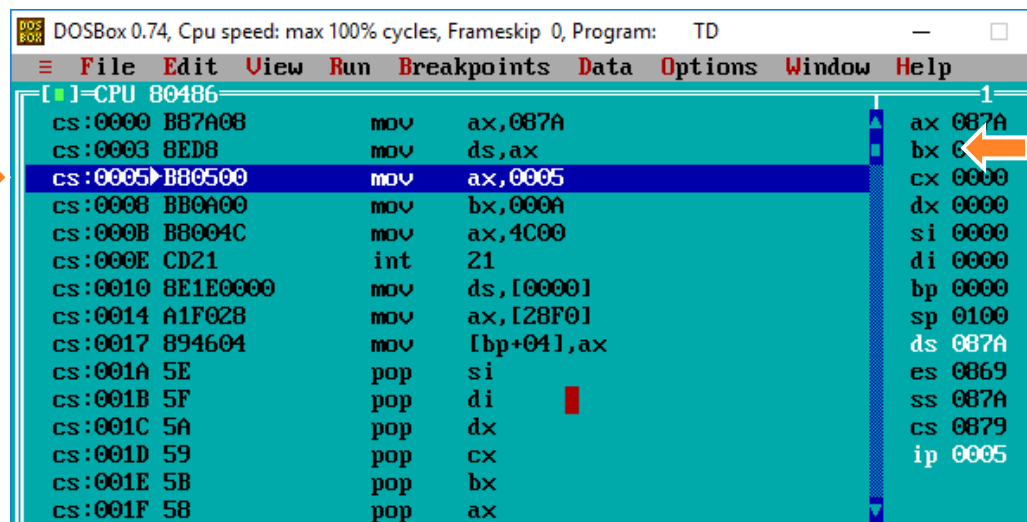 DOSBox 0.74, Cpu speed: max 100% cycles, Frameskip 0, Program: TD
≡ File Edit View Run Breakpoints Data Options Window Help
[■]=CPU 80486 1
cs:0000 B87A08 mov ax,087A ax 087A
cs:0003 8ED8 mov ds,ax bx
cs:0005►B80500 mov ax,0005 cx 0000
cs:0008 BB0A00 mov bx,000A dx 0000
cs:000B B8004C mov ax,4C00 si 0000
cs:000E CD21 int 21 di 0000
cs:0010 8E1E0000 mov ds,[0000] bp 0000
cs:0014 A1F028 mov ax,[28F0] sp 0100
cs:0017 894604 mov [bp+04],ax ds 087A
cs:001A 5E pop si es 0869
cs:001B 5F pop di ss 087A
cs:001C 5A pop dx cs 0879
cs:001D 59 pop cx ip 0005
cs:001E 5B pop bx
cs:001F 58 pop ax